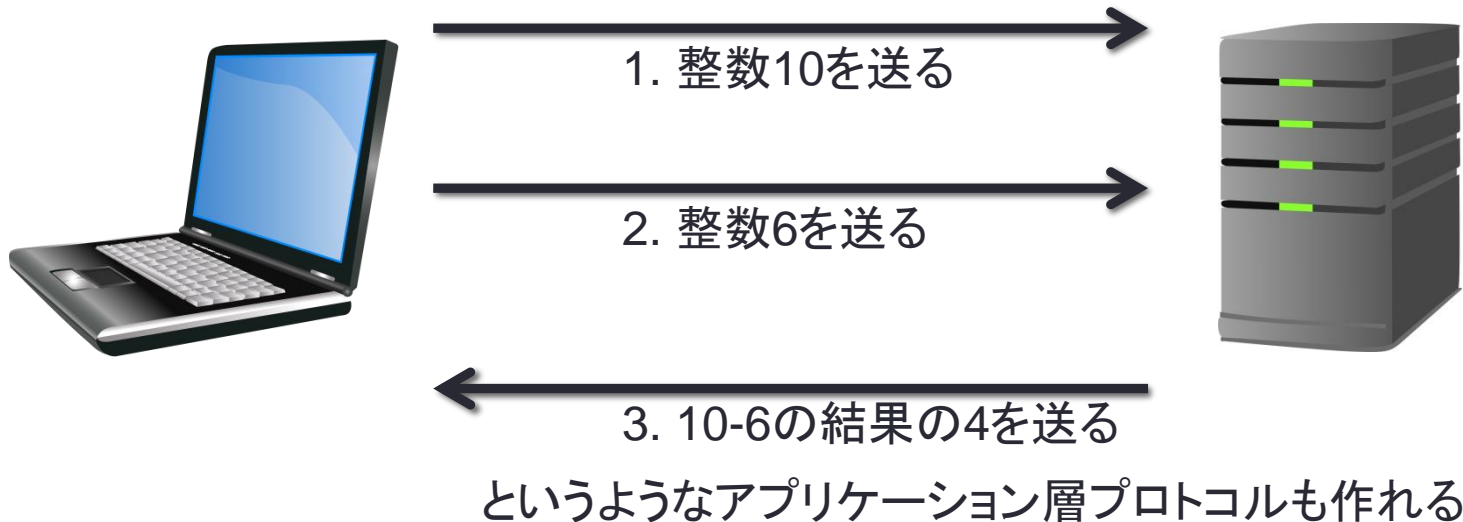 1. 整数10を送る
2. 整数6を送る
3. 10-6の結果の4を送る
というようなアプリケーション層プロトコルも作れる